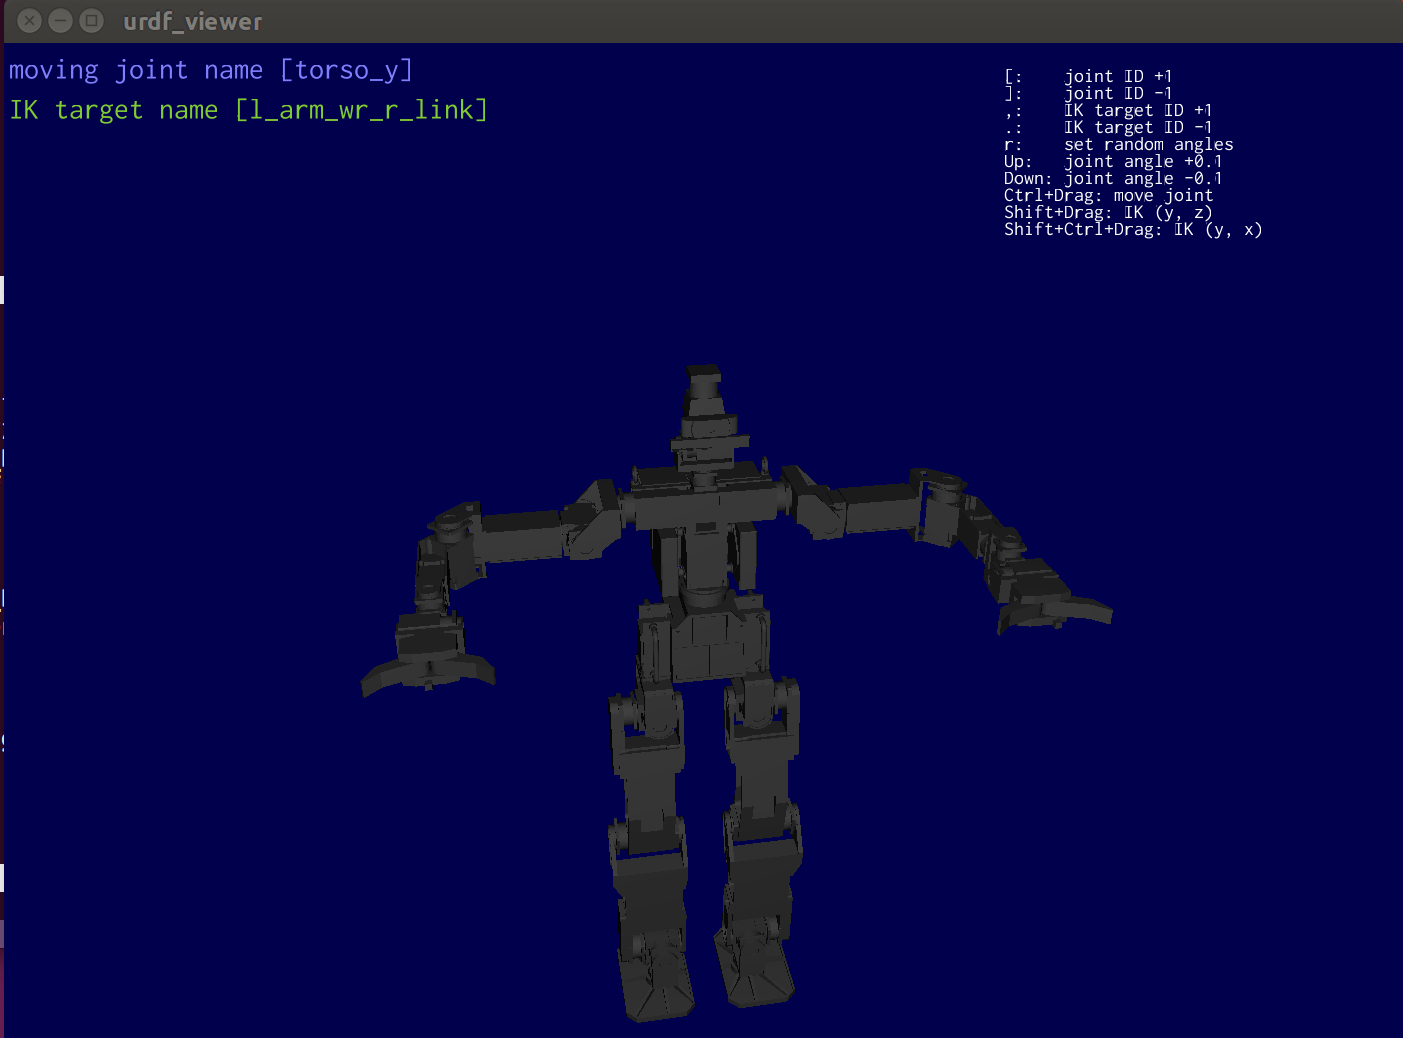 urdf_viewer
moving joint name [torso_y]
IK target name [l_arm_wr_r_link]
[: joint ID +1
]: joint ID -1
,: IK target ID +1
.: IK target ID -1
r: set random angles
Up: joint angle +0.1
Down: joint angle -0.1
Ctrl+Drag: move joint
Shift+Drag: IK (y, z)
Shift+Ctrl+Drag: IK (y, x)